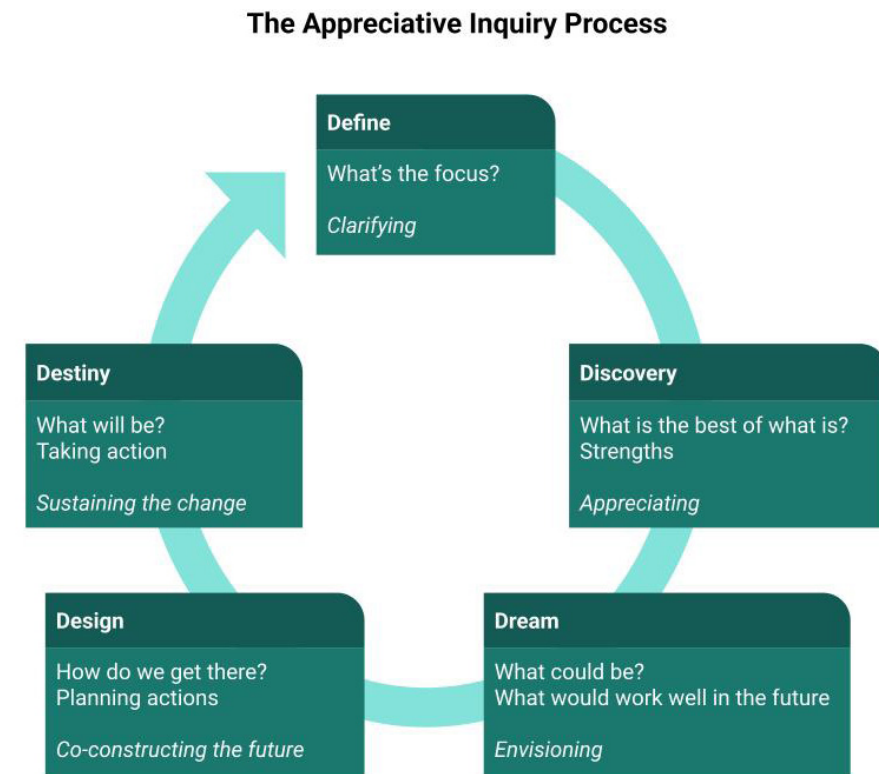 The Appreciative Inquiry Process
Define
What's the focus?
Clarifying
Discovery
What is the best of what is?
Strengths
Appreciating
Dream
What could be?
What would work well in the future
Envisioning
Design
How do we get there?
Planning actions
Co-constructing the future
Destiny
What will be?
Taking action
Sustaining the change